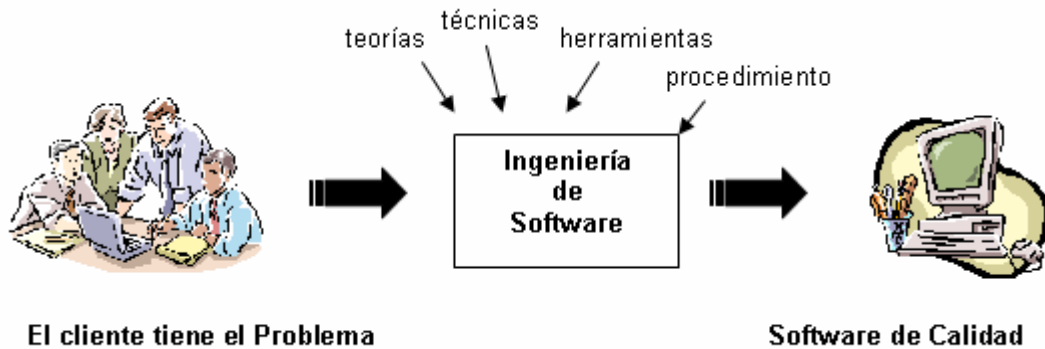 técnicas
teorías
herramientas
procedimiento
Ingeniería
de
Software
El cliente tiene el Problema
Software de Calidad